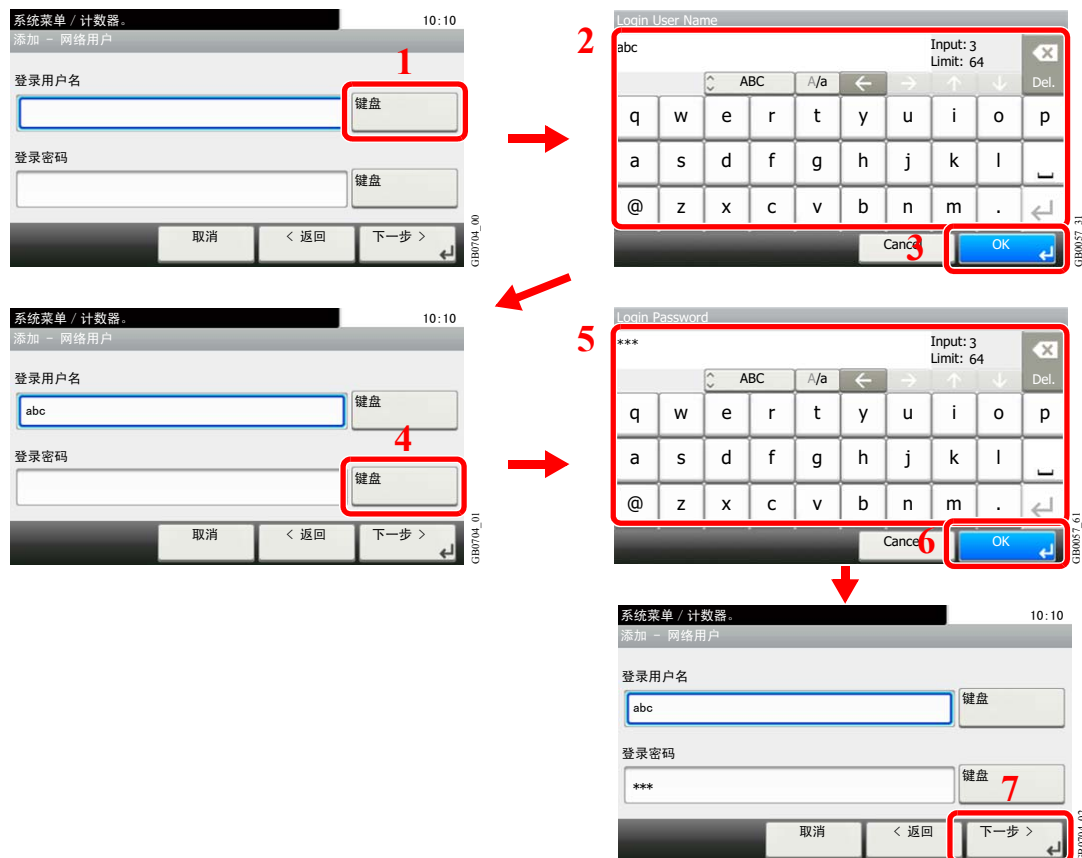 系统菜单 / 计数器。 10:10
添加 - 网络用户
1
登录用户名
键盘
登录密码
键盘
取消 < 返回 下一步 >
GB0704_00
2
Login User Name
abc
Input: 3
Limit: 64
ABC A/a Del.
q w e r t y u i o p
a s d f g h j k l
@ z x c v b n m .
Cancel 3 OK
GB0057_31
系统菜单 / 计数器。 10:10
添加 - 网络用户
登录用户名
abc 键盘
4
登录密码
键盘
取消 < 返回 下一步 >
GB0704_01
5
Login Password
***
Input: 3
Limit: 64
ABC A/a Del.
q w e r t y u i o p
a s d f g h j k l
@ z x c v b n m .
Cancel 6 OK
GB0057_61
系统菜单 / 计数器。 10:10
添加 - 网络用户
登录用户名
abc 键盘
登录密码
*** 键盘
7
取消 < 返回 下一步 >
GB0704_02